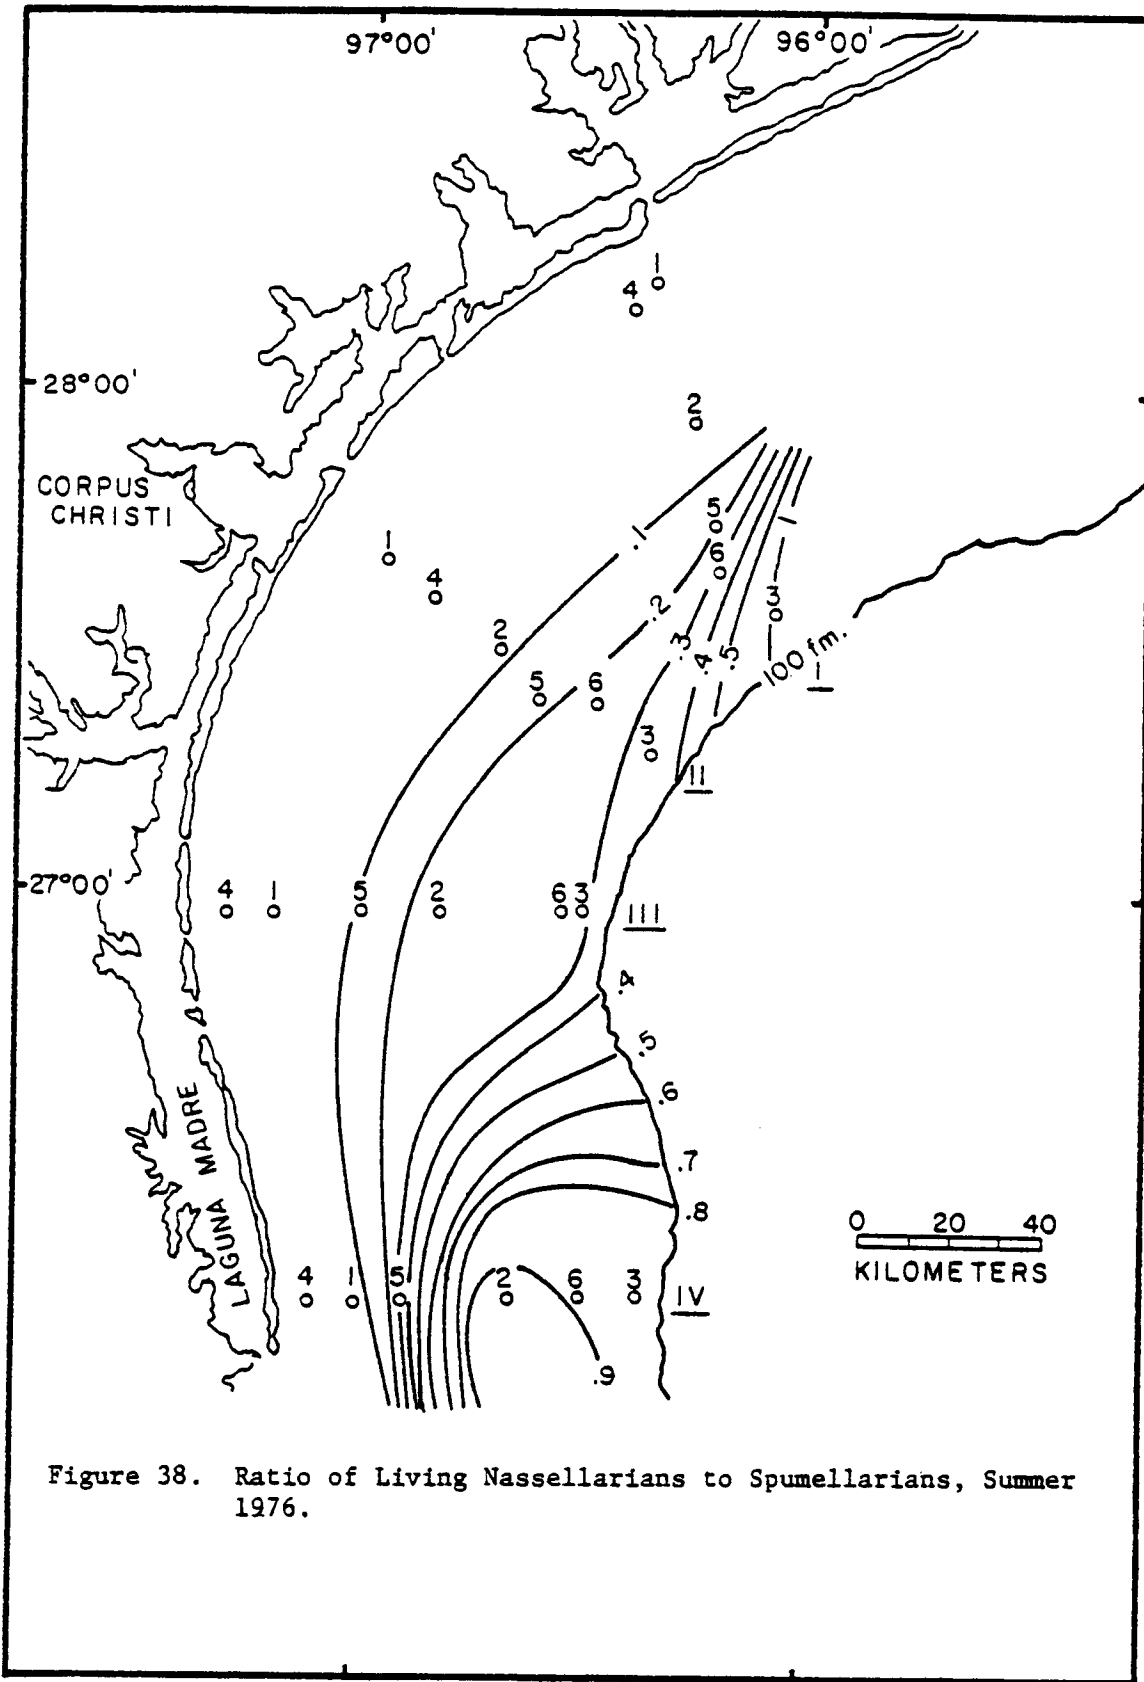 97°00' 96°00'
1
4
28°00'
2
CORPUS
CHRISTI
5
1
.1
1
6
4
3
.2
2
.3
.4
.5
100 fm.
I
5 6
3
II
27°00'
4 1 5 2 6 3
III
.4
.5
.6
LAGUNA MADRE
.7
.8
0 20 40
KILOMETERS
4 1 5 2 6 3
IV
.9
Figure 38. Ratio of Living Nassellarians to Spumellarians, Summer
1976.